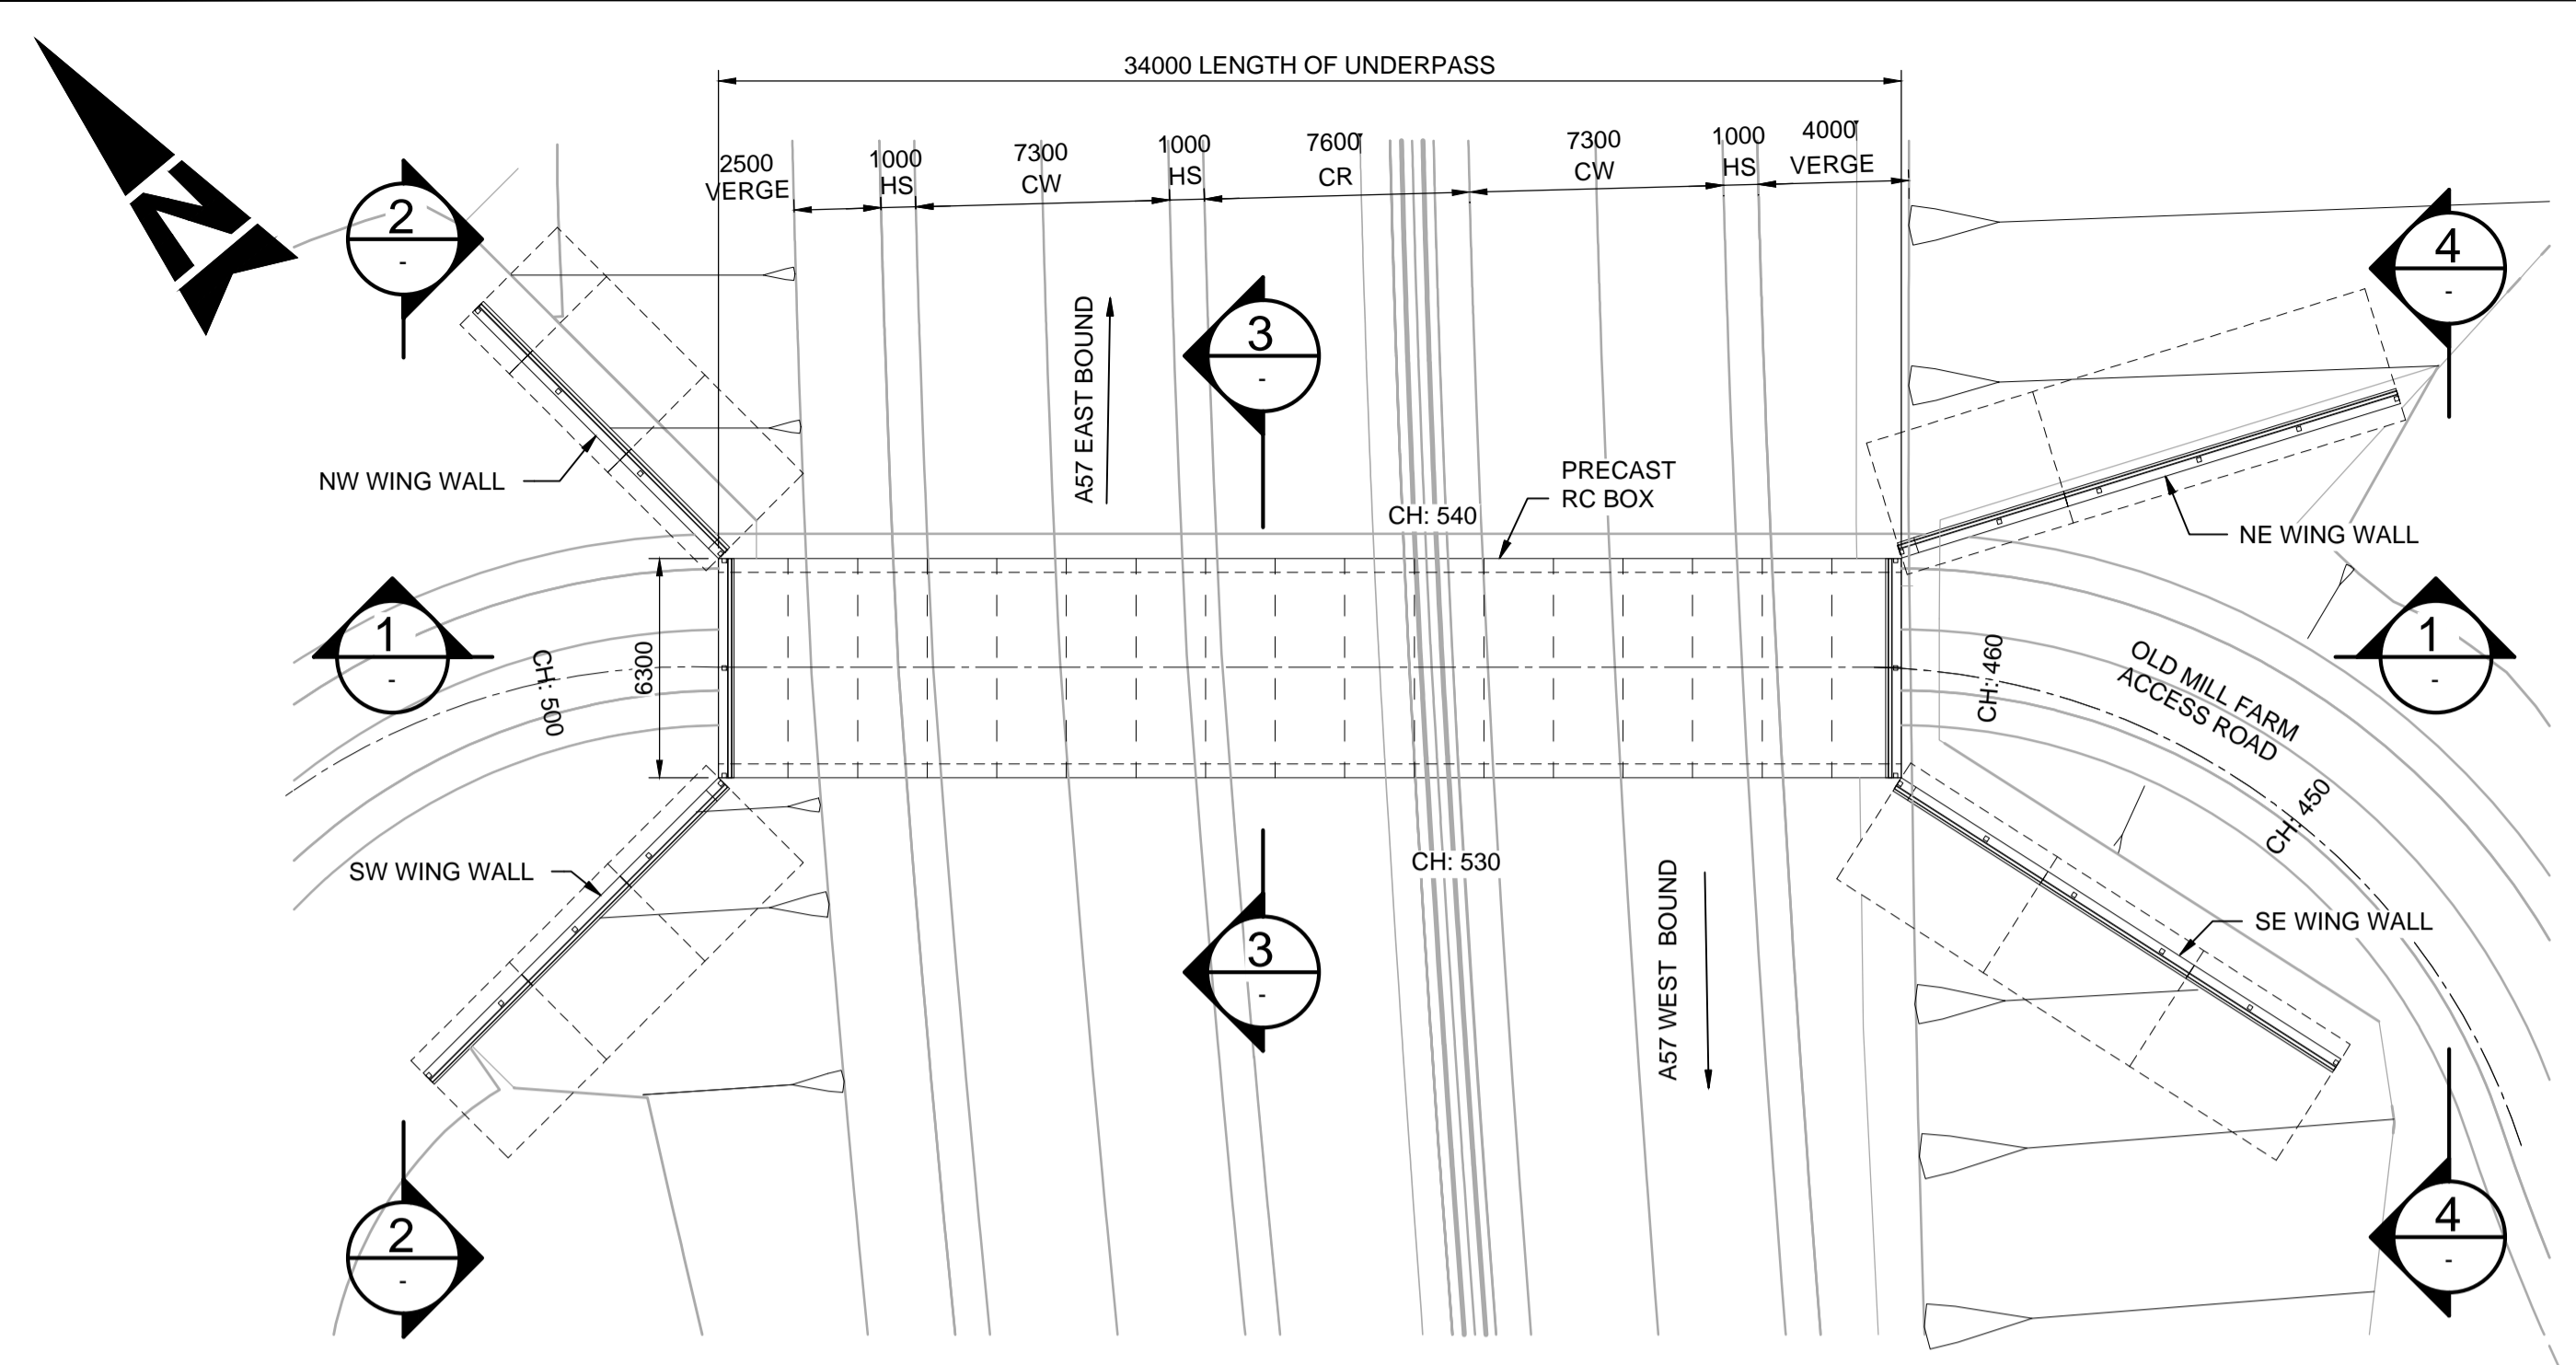 34000 LENGTH OF UNDERPASS
2500
VERGE
1000
HS
7300
CW
1000
HS
7600
CR
7300
CW
1000
HS
4000
VERGE
N
2
-
4
-
3
-
A57 EAST BOUND
NW WING WALL
PRECAST
RC BOX
CH: 540
NE WING WALL
1
-
CH: 500
6300
CH: 460
OLD MILL FARM
ACCESS ROAD
1
-
CH: 450
SW WING WALL
CH: 530
A57 WEST BOUND
SE WING WALL
3
-
2
-
4
-